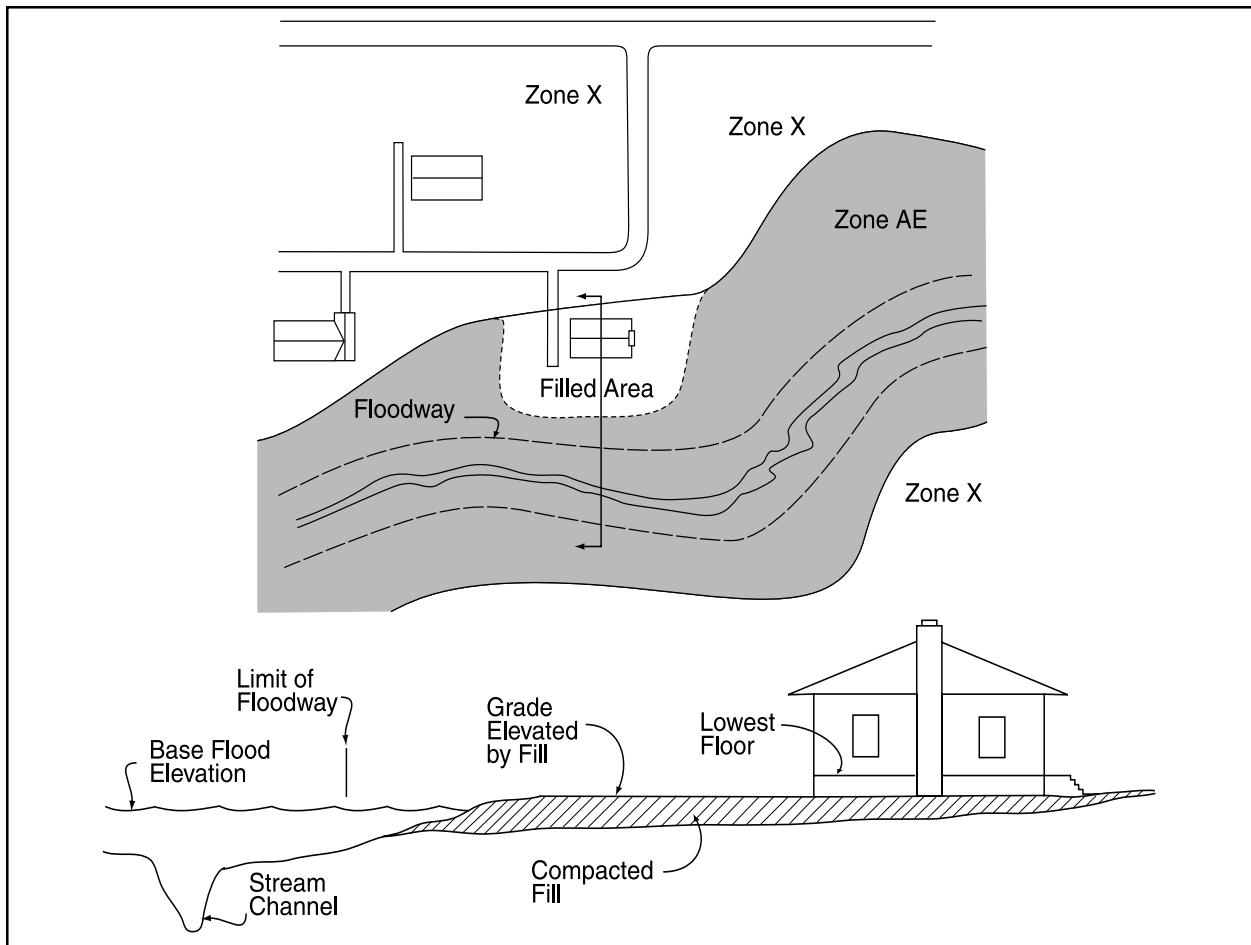 Zone X
Zone X
Zone AE
Filled Area
Floodway
Zone X
Limit of
Floodway
Grade
Elevated
by Fill
Lowest
Floor
Base Flood
Elevation
Compacted
Fill
Stream
Channel